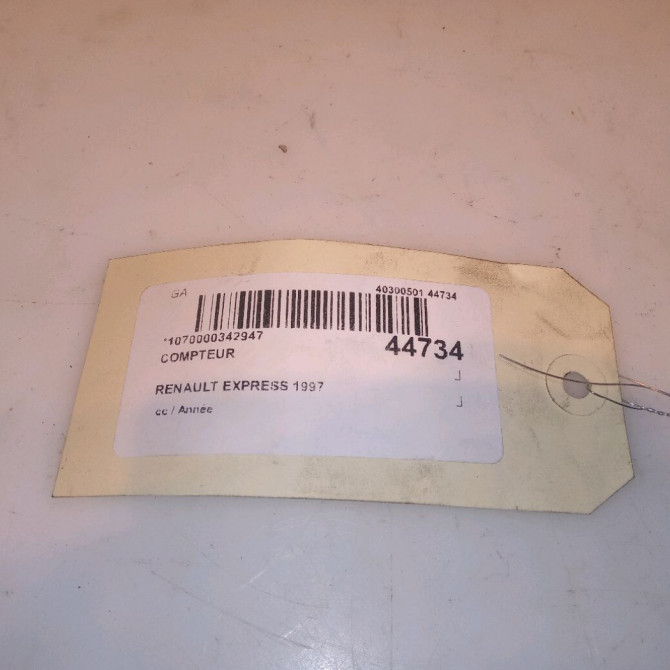 GA 40300501 44734
*1070000342947
COMPTEUR 44734
RENAULT EXPRESS 1997
cc / Année